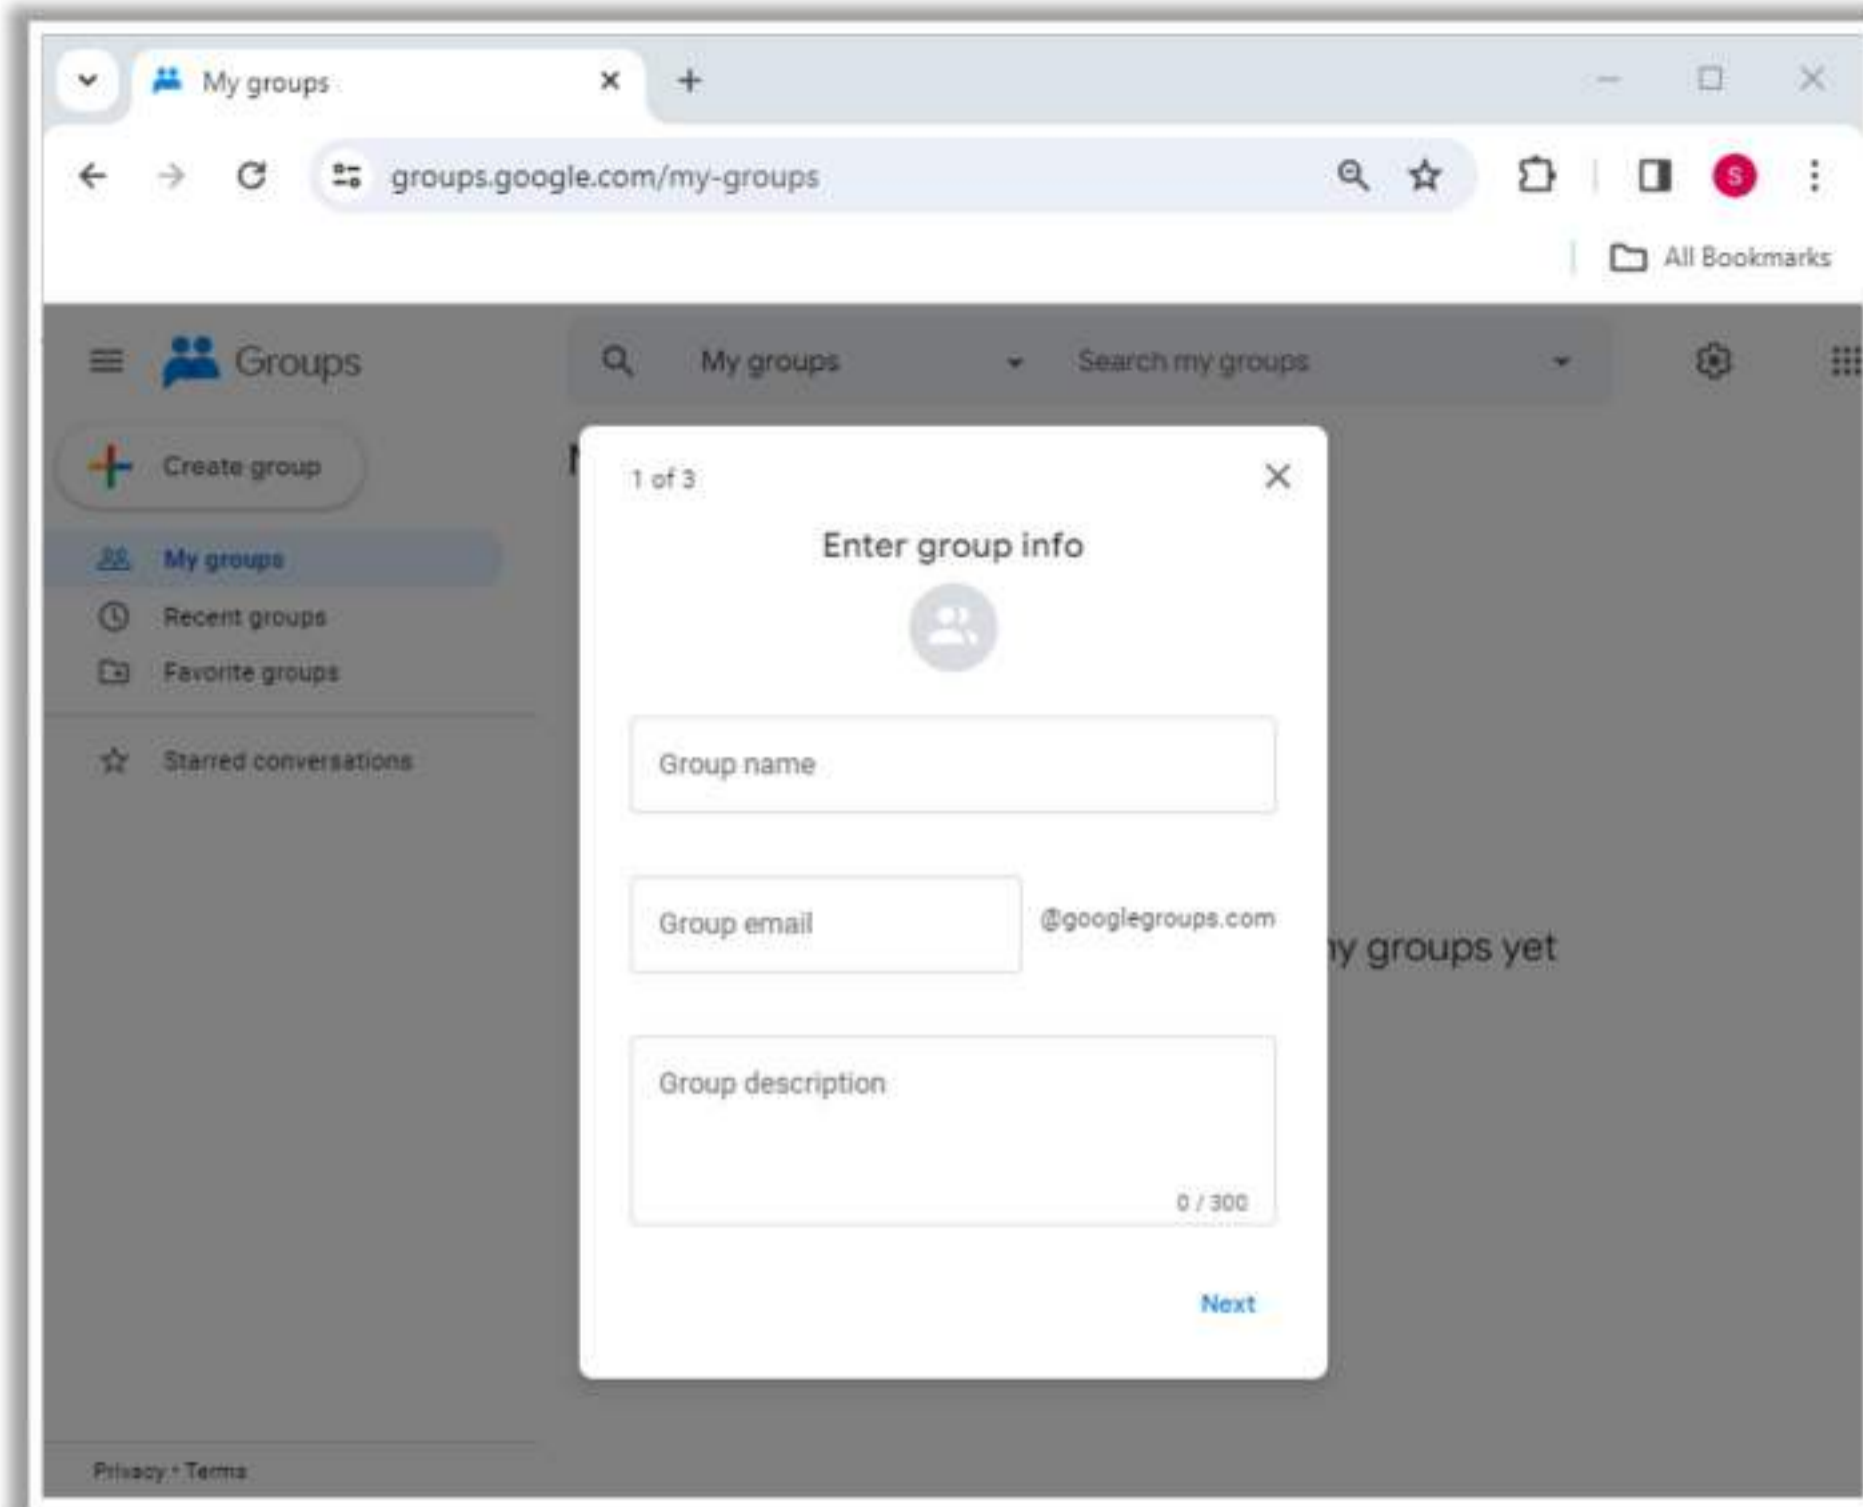 My groups
groups.google.com/my-groups
S
All Bookmarks
Groups
My groups
Search my groups
Create group
1 of 3
Enter group info
My groups
Recent groups
Favorite groups
Starred conversations
Group name
Group email
@googlegroups.com
groups yet
Group description
0 / 300
Next
Privacy • Terms